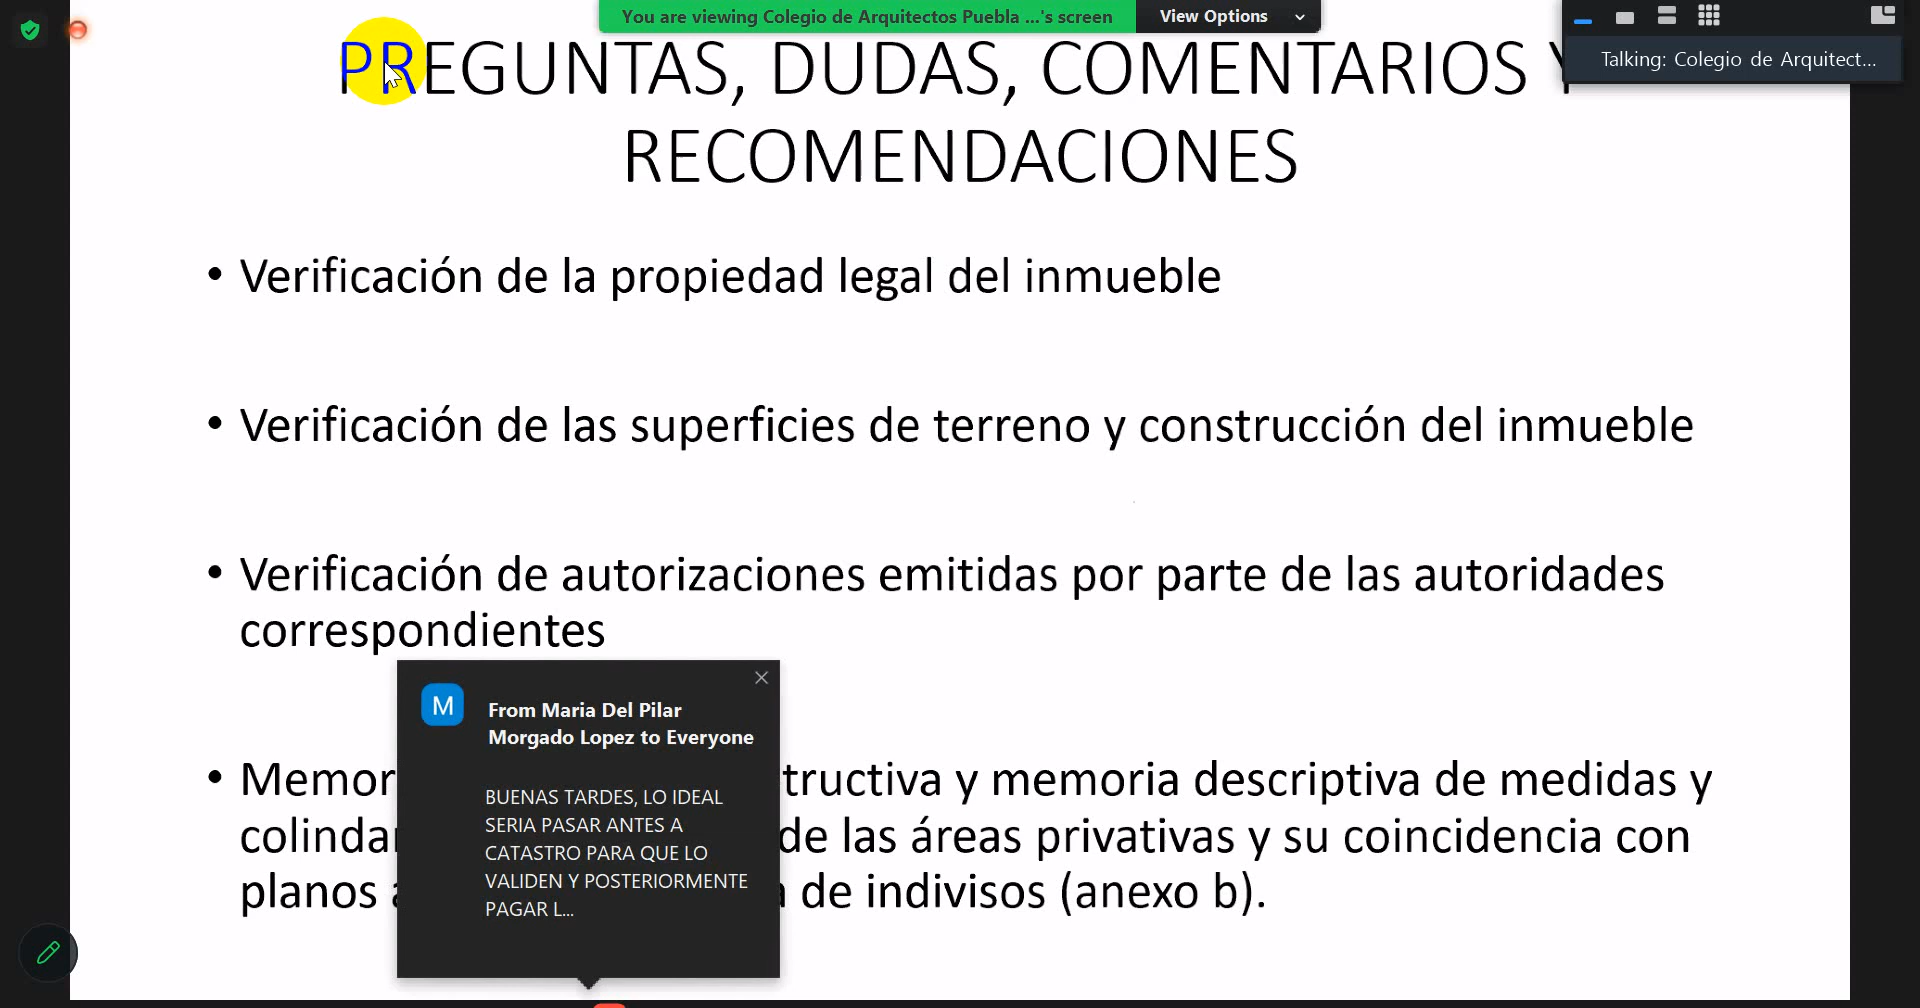 You are viewing Colegio de Arquitectos Puebla ...'s screen
View Options
Talking: Colegio de Arquitect...
PREGUNTAS, DUDAS, COMENTARIOS Y
RECOMENDACIONES
• Verificación de la propiedad legal del inmueble
• Verificación de las superficies de terreno y construcción del inmueble
• Verificación de autorizaciones emitidas por parte de las autoridades
correspondientes
M
From Maria Del Pilar
Morgado Lopez to Everyone
BUENAS TARDES, LO IDEAL
SERIA PASAR ANTES A
CATASTRO PARA QUE LO
VALIDEN Y POSTERIORMENTE
PAGAR L...
• Memor tructiva y memoria descriptiva de medidas y
colinda de las áreas privativas y su coincidencia con
planos de indivisos (anexo b).